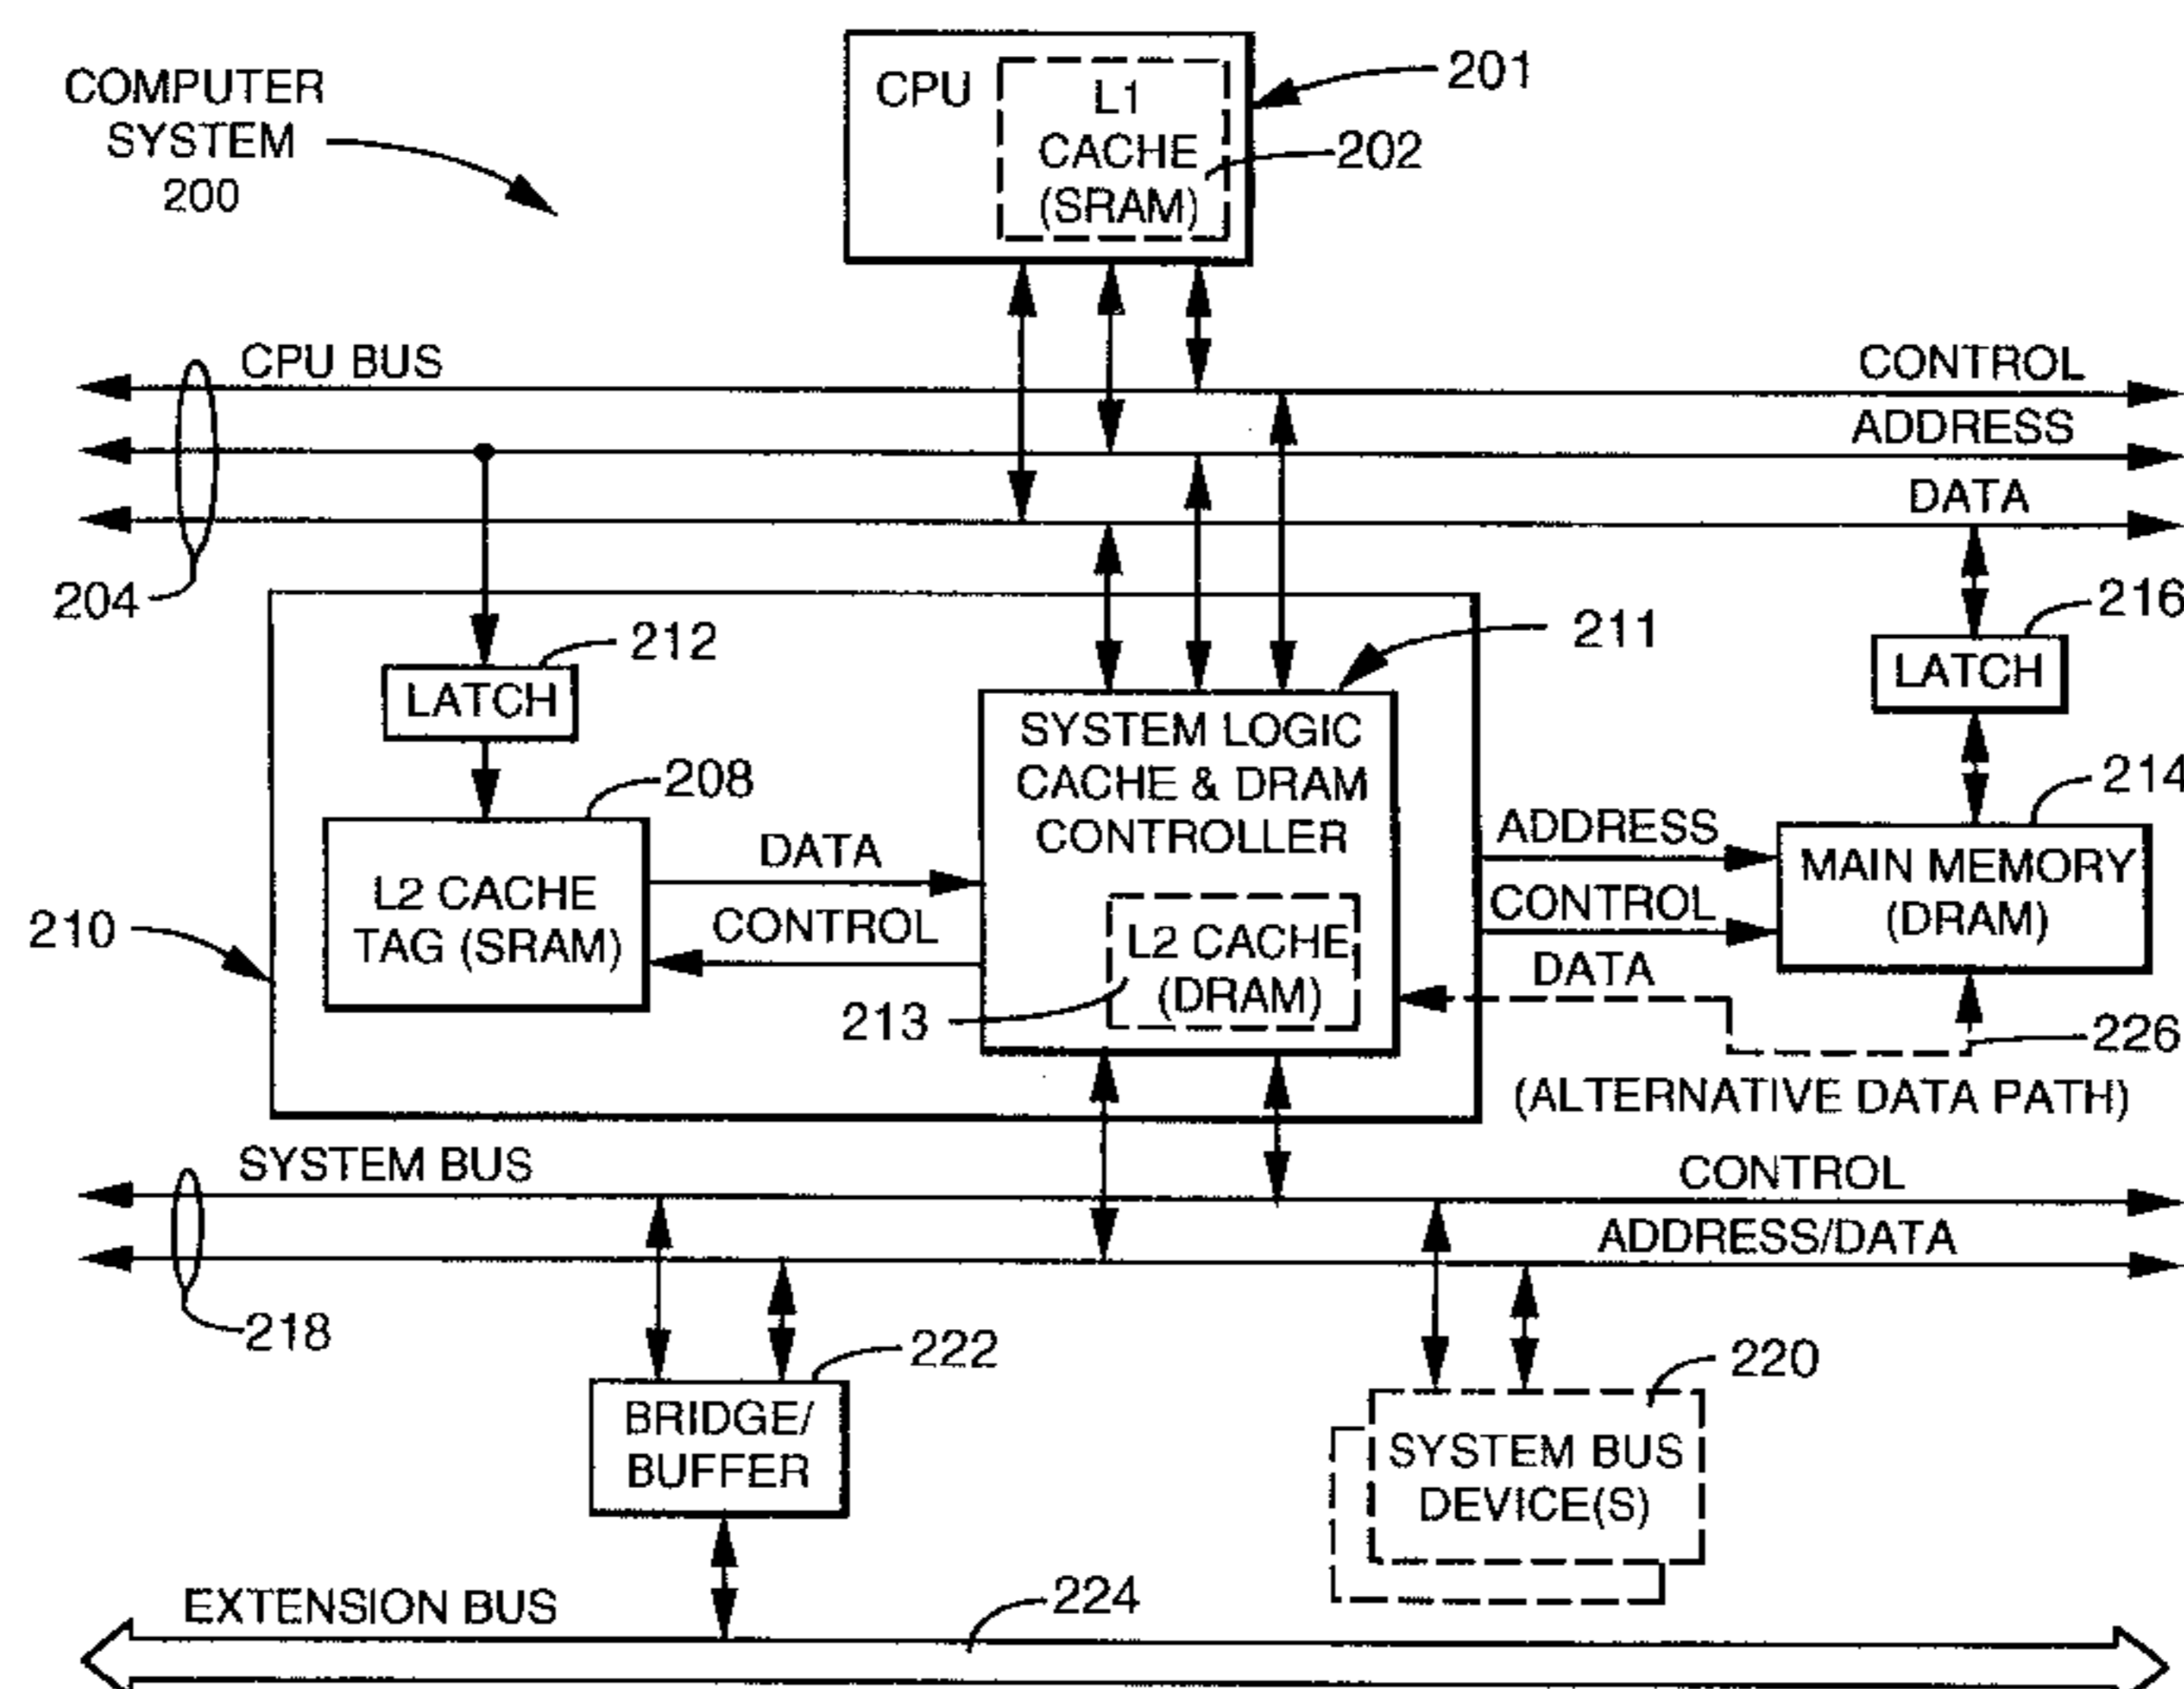 COMPUTER
SYSTEM
200
CPU
L1
CACHE
(SRAM)
201
202
CPU BUS
CONTROL
ADDRESS
DATA
204
212
LATCH
211
216
LATCH
208
SYSTEM LOGIC
CACHE & DRAM
CONTROLLER
214
L2 CACHE
TAG (SRAM)
DATA
CONTROL
210
L2 CACHE
(DRAM)
213
ADDRESS
CONTROL
DATA
MAIN MEMORY
(DRAM)
226
(ALTERNATIVE DATA PATH)
SYSTEM BUS
CONTROL
ADDRESS/DATA
218
222
BRIDGE/
BUFFER
220
SYSTEM BUS
DEVICE(S)
EXTENSION BUS
224